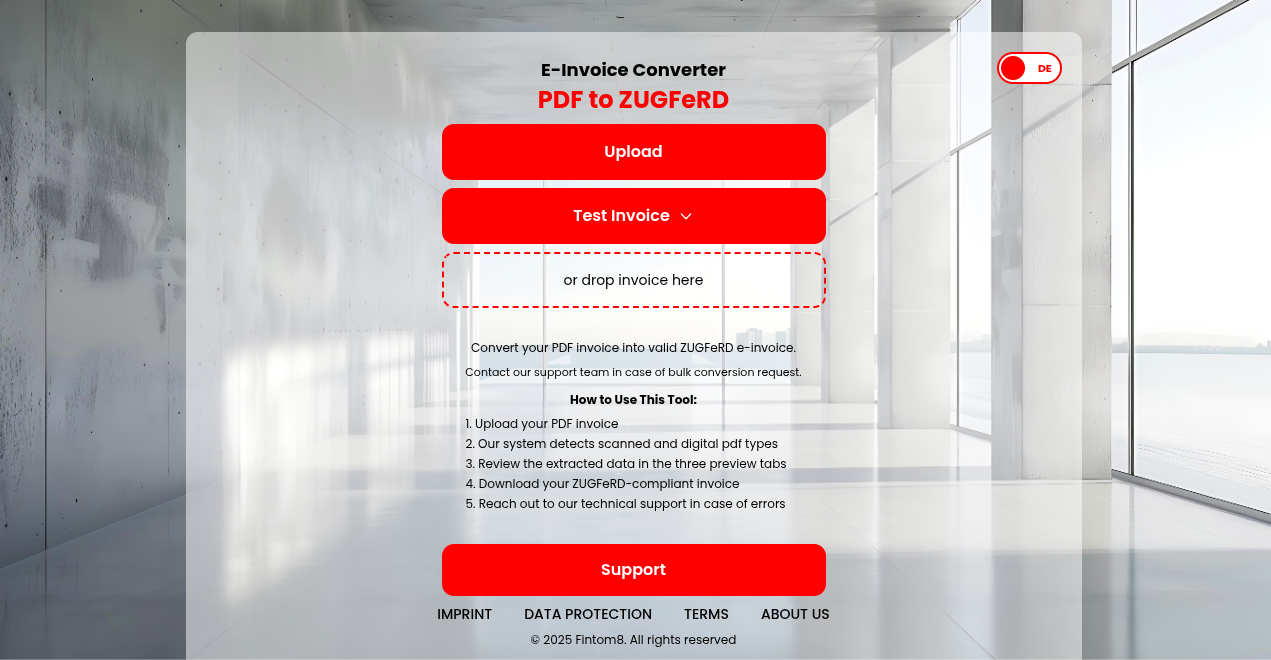 E-Invoice Converter
DE
PDF to ZUGFeRD
Upload
Test Invoice
or drop invoice here
Convert your PDF invoice into valid ZUGFeRD e-invoice.
Contact our support team in case of bulk conversion request.
How to Use This Tool:
1. Upload your PDF invoice
2. Our system detects scanned and digital pdf types
3. Review the extracted data in the three preview tabs
4. Download your ZUGFeRD-compliant invoice
5. Reach out to our technical support in case of errors
Support
IMPRINT DATA PROTECTION TERMS ABOUT US
© 2025 Fintom8. All rights reserved